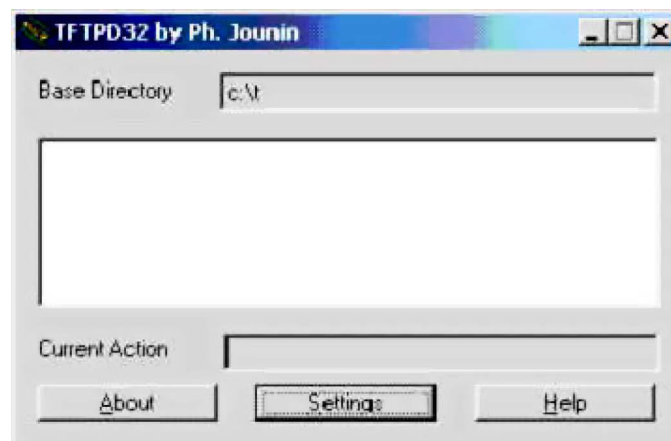 TFTPD32 by Ph. Jounin
Base Directory c:\t
Current Action
About Settings Help